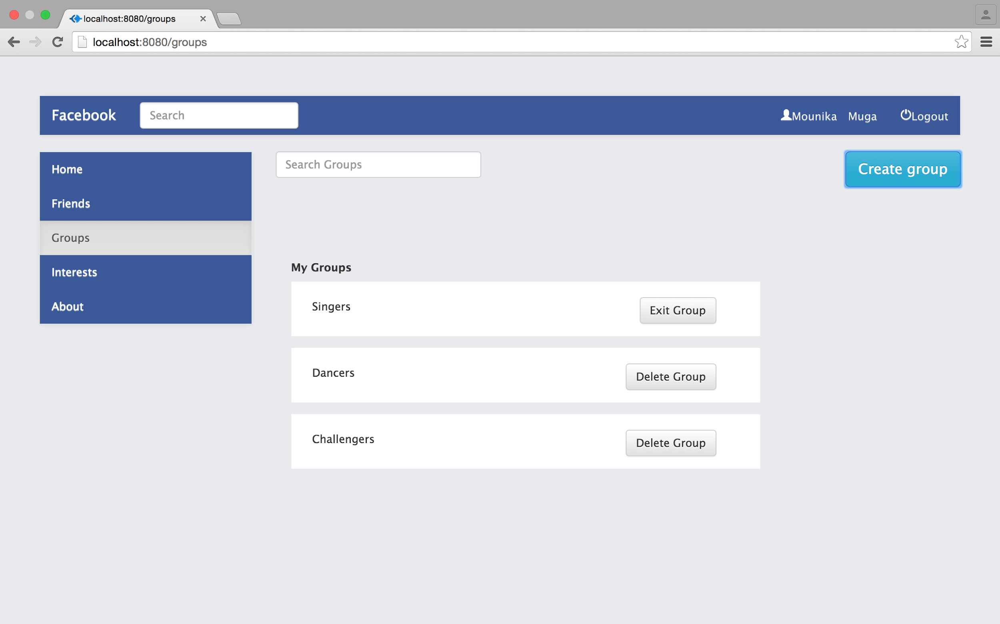 localhost:8080/groups
localhost:8080/groups
Facebook Search Mounika Muga Logout
Home
Friends
Groups
Interests
About
Search Groups
Create group
My Groups
Singers Exit Group
Dancers Delete Group
Challengers Delete Group